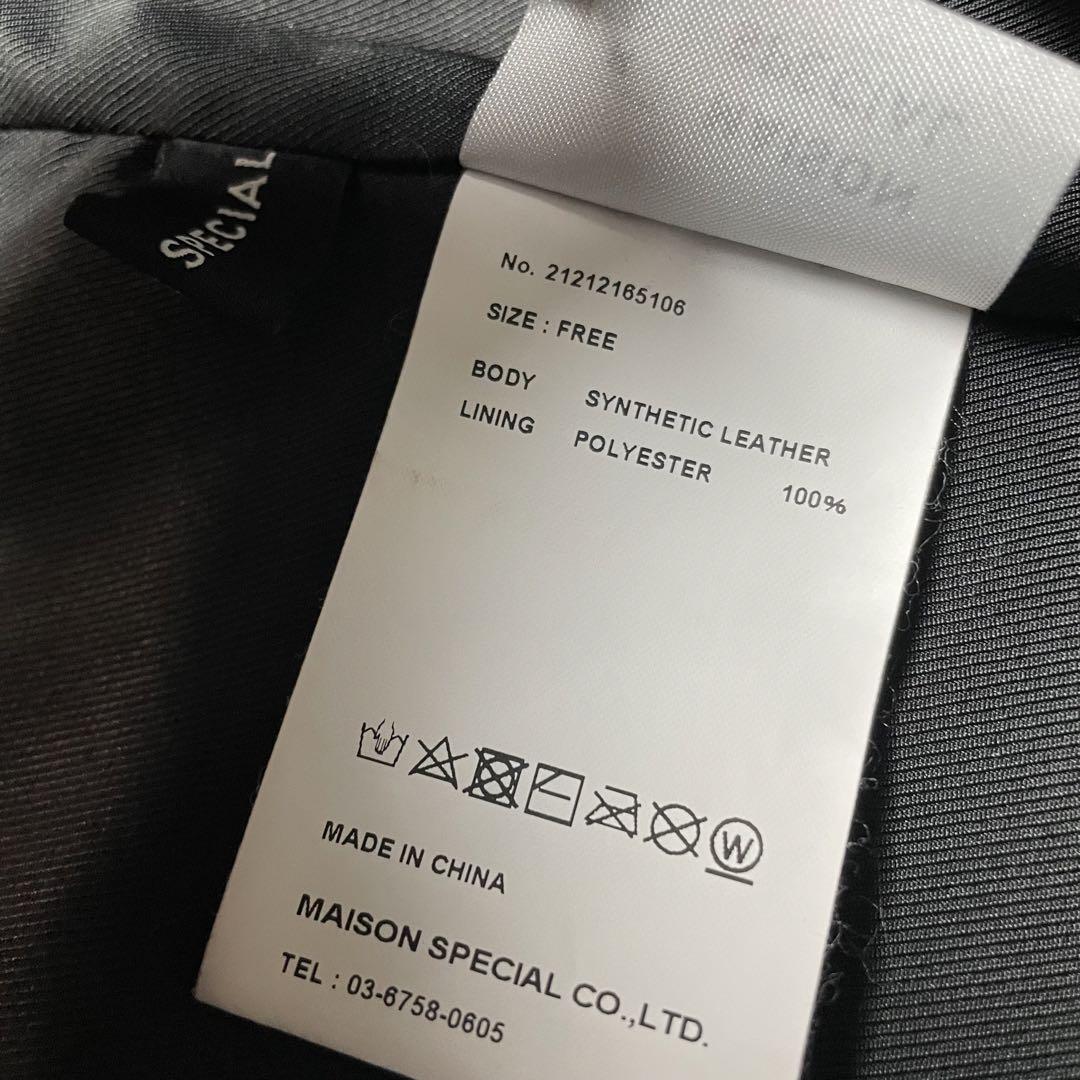 SPECIAL
No. 21212165106
SIZE : FREE
BODY SYNTHETIC LEATHER
LINING POLYESTER 100%
W
MADE IN CHINA
MAISON SPECIAL CO.,LTD.
TEL : 03-6758-0605